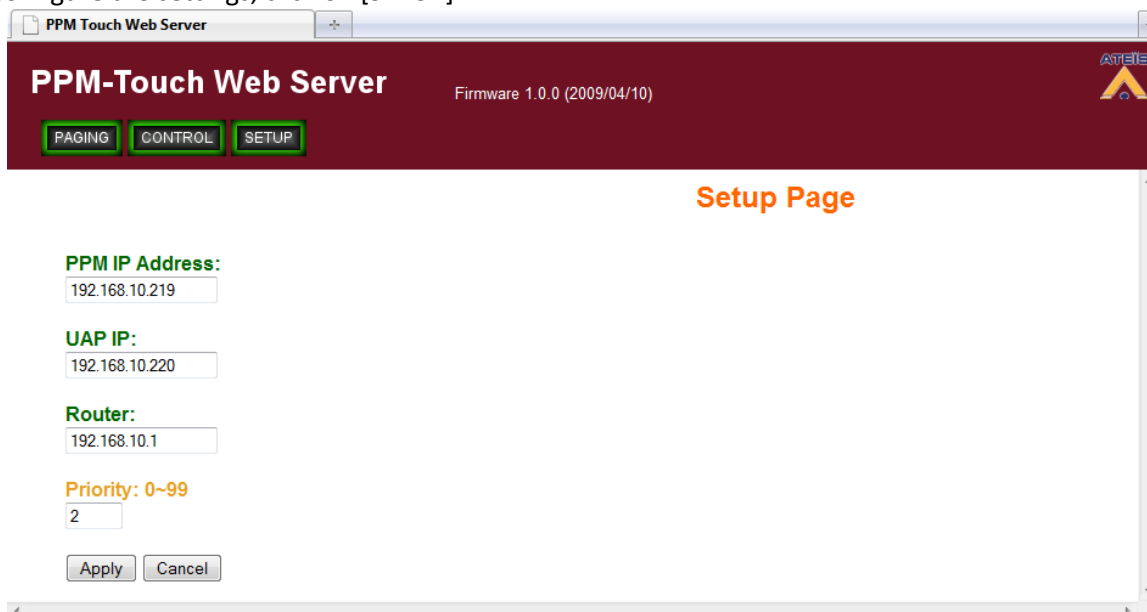 PPM Touch Web Server
PPM-Touch Web Server
Firmware 1.0.0 (2009/04/10)
ATEÏS
PAGING CONTROL SETUP
Setup Page
PPM IP Address:
192.168.10.219
UAP IP:
192.168.10.220
Router:
192.168.10.1
Priority: 0~99
2
Apply Cancel